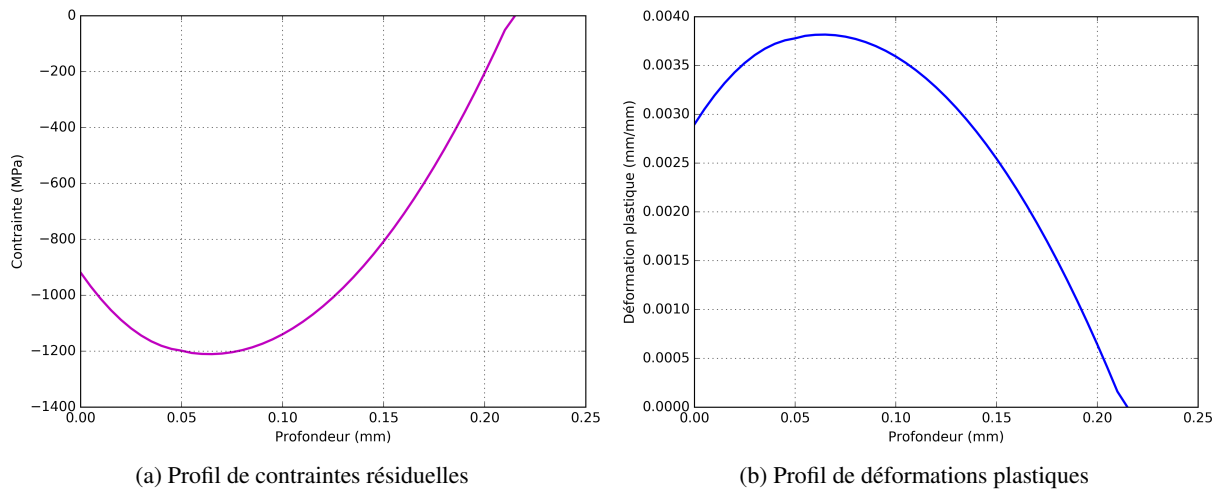 0
−200
−400
−600
−800
−1000
−1200
−1400
Contrainte (MPa)
0.00 0.05 0.10 0.15 0.20 0.25
Profondeur (mm)
(a) Profil de contraintes résiduelles
0.0040
0.0035
0.0030
0.0025
0.0020
0.0015
0.0010
0.0005
0.0000
Déformation plastique (mm/mm)
0.00 0.05 0.10 0.15 0.20 0.25
Profondeur (mm)
(b) Profil de déformations plastiques